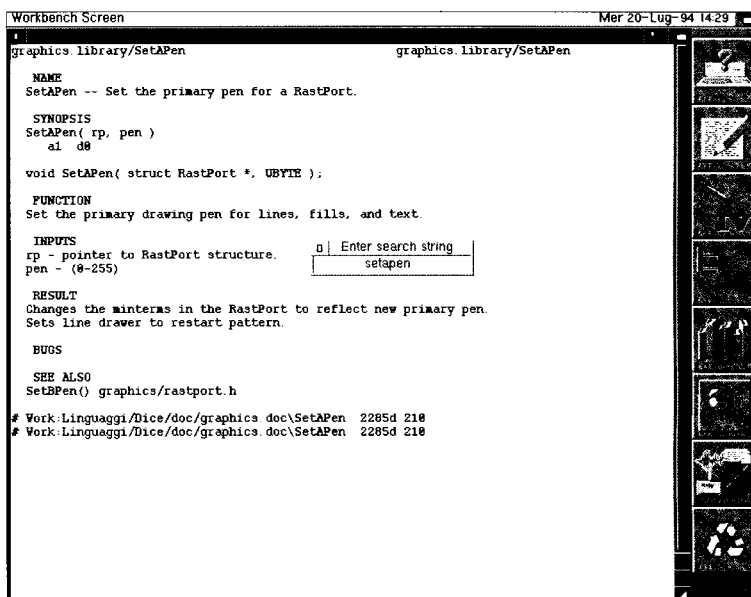 Workbench Screen Mer 20-Lug-94 14:29
graphics.library/SetAPen graphics.library/SetAPen
NAME
SetAPen -- Set the primary pen for a RastPort.
SYNOPSIS
SetAPen( rp, pen )
a1 d0
void SetAPen( struct RastPort *, UBYTE );
FUNCTION
Set the primary drawing pen for lines, fills, and text.
INPUTS
rp - pointer to RastPort structure.
pen - (0-255)
Enter search string
setapen
RESULT
Changes the minterms in the RastPort to reflect new primary pen.
Sets line drawer to restart pattern.
BUGS
SEE ALSO
SetBPen() graphics/rastport.h
# Work:Linguaggi/Dice/doc/graphics.doc\SetAPen 2285d 210
# Work:Linguaggi/Dice/doc/graphics.doc\SetAPen 2285d 210